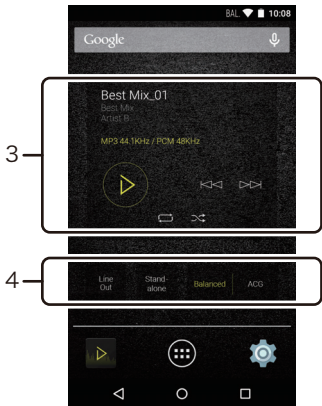 BAL 10:08
Google
3
Best Mix_01
Best Mix
Artist B
MP3 44.1KHz / PCM 48KHz
4
Line Out
Stand-alone
Balanced
ACG